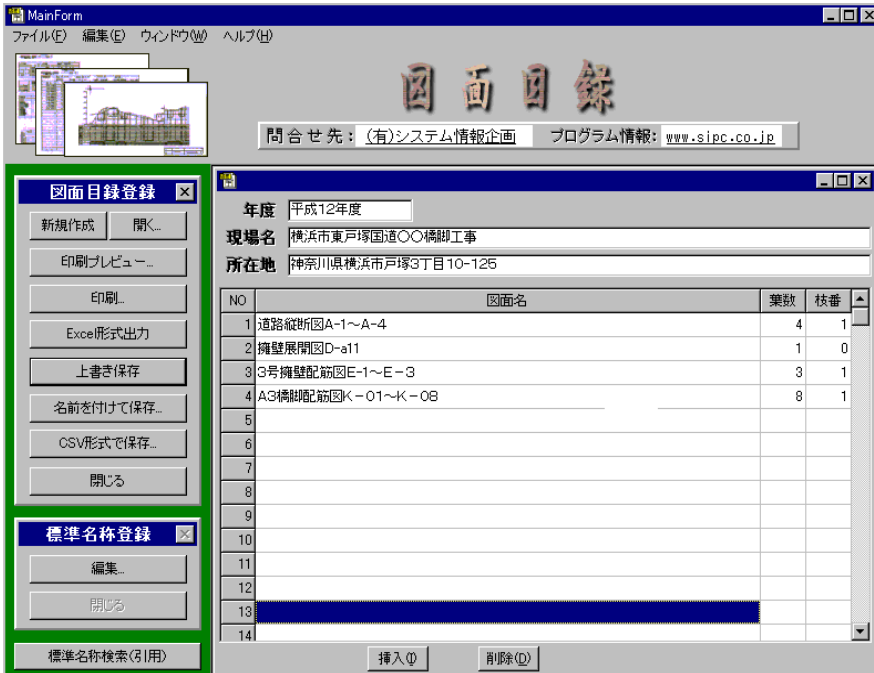 MainForm
ファイル(F) 編集(E) ウィンドウ(W) ヘルプ(H)
図面目録
問合せ先： (有)システム情報企画 プログラム情報： www.sipc.co.jp
図面目録登録
新規作成 開く...
印刷プレビュー...
印刷...
Excel形式出力
上書き保存
名前を付けて保存...
CSV形式で保存...
閉じる
標準名称登録
編集...
閉じる
標準名称検索(引用)
年度 平成12年度
現場名 横浜市東戸塚国道〇〇橋脚工事
所在地 神奈川県横浜市戸塚3丁目10-125
NO 図面名 葉数 枝番
1 道路縦断図A-1～A-4 4 1
2 擁壁展開図D-a11 1 0
3 3号擁壁配筋図E-1～E－3 3 1
4 A3橋脚配筋図K－01～K－08 8 1
5
6
7
8
9
10
11
12
13
14
挿入(I) 削除(D)